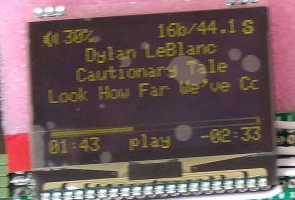 30% 16b/44.1 S
Dylan LeBlanc
Cautionary Tale
Look How Far We've Co
01:43 play -02:33